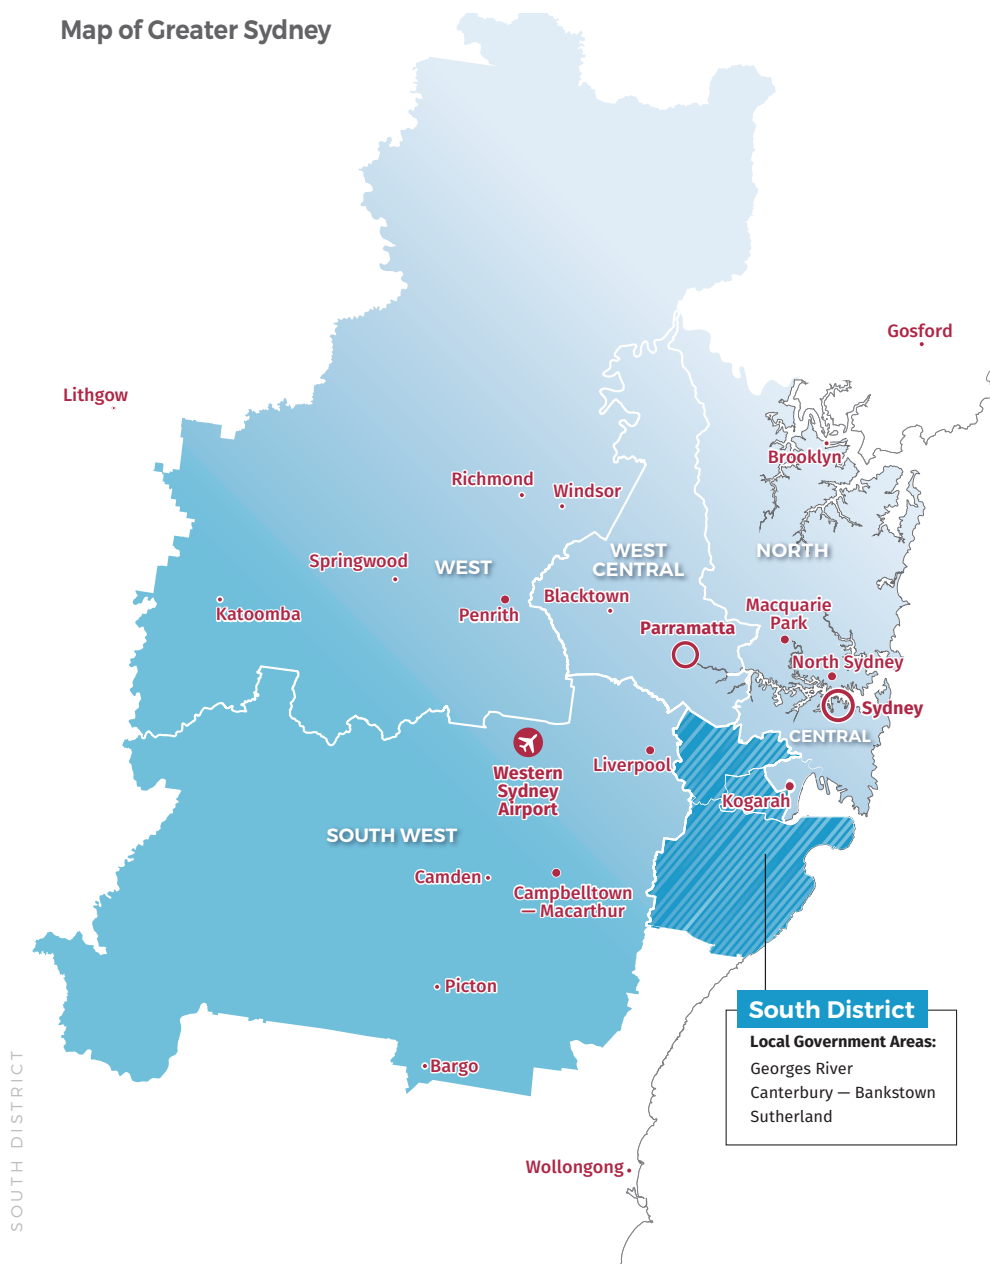 Map of Greater Sydney
Gosford
Lithgow
Brooklyn
Richmond
Windsor
WEST
CENTRAL
NORTH
Springwood
WEST
Blacktown
Katoomba
Penrith
Macquarie
Park
Parramatta
North Sydney
Sydney
CENTRAL
Liverpool
Western
Sydney
Airport
Kogarah
SOUTH WEST
Camden
Campbelltown
— Macarthur
Picton
South District
Local Government Areas:
Georges River
Canterbury — Bankstown
Sutherland
Bargo
Wollongong
SOUTH DISTRICT